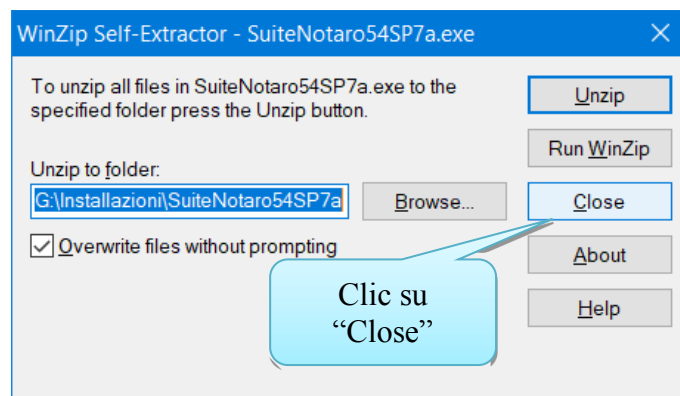 WinZip Self-Extractor - SuiteNotaro54SP7a.exe
To unzip all files in SuiteNotaro54SP7a.exe to the
specified folder press the Unzip button.
Unzip to folder:
G:\Installazioni\SuiteNotaro54SP7a
Browse...
Overwrite files without prompting
Unzip
Run WinZip
Close
About
Help
Clic su
“Close”